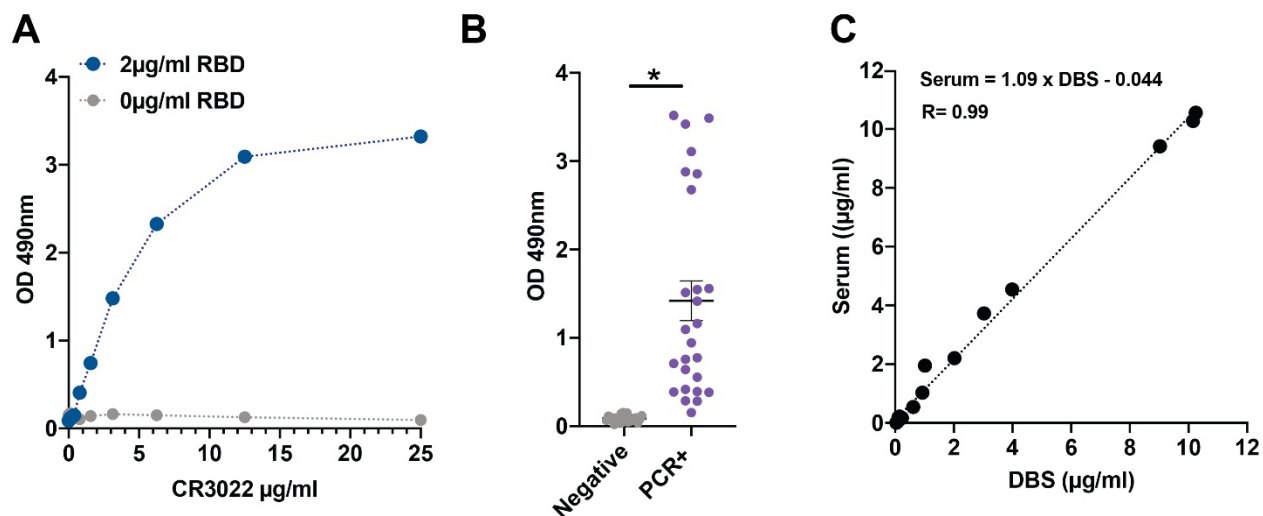 A
2µg/ml RBD
0µg/ml RBD
4
3
2
1
0
OD 490nm
0
5
10
15
20
25
CR3022 µg/ml
B
*
4
3
2
1
0
OD 490nm
Negative
PCR+
C
Serum = 1.09 x DBS - 0.044
R= 0.99
12
10
8
6
4
2
0
Serum ((µg/ml)
0
2
4
6
8
10
12
DBS (µg/ml)